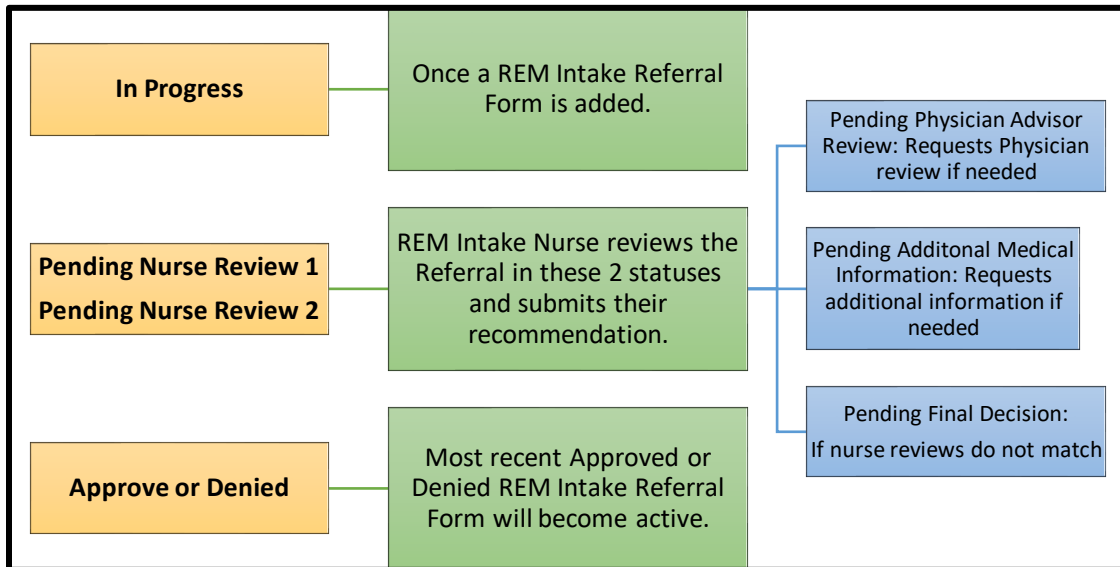 In Progress
Once a REM Intake Referral
Form is added.
Pending Nurse Review 1
Pending Nurse Review 2
REM Intake Nurse reviews the
Referral in these 2 statuses
and submits their
recommendation.
Pending Physician Advisor
Review: Requests Physician
review if needed
Pending Additonal Medical
Information: Requests
additional information if
needed
Pending Final Decision:
If nurse reviews do not match
Approve or Denied
Most recent Approved or
Denied REM Intake Referral
Form will become active.